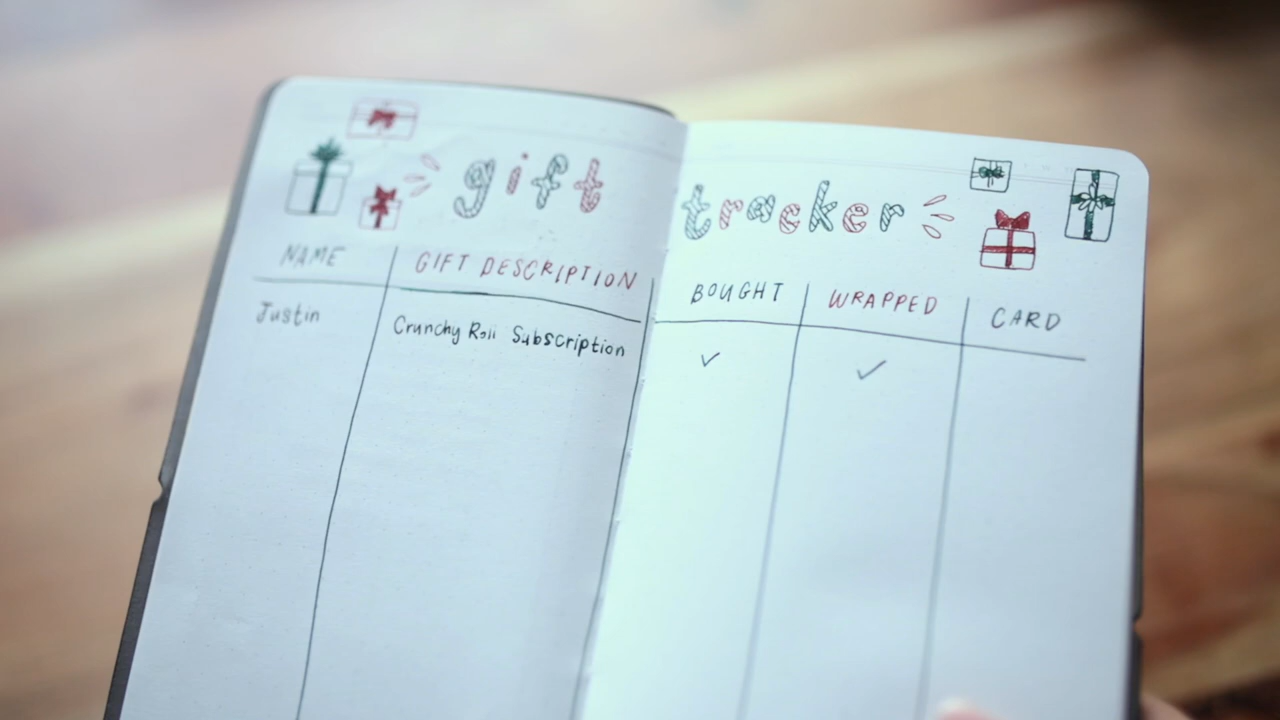 gift tracker
NAME GIFT DESCRIPTION BOUGHT WRAPPED CARD
Justin Crunchy Roll Subscription ✓ ✓